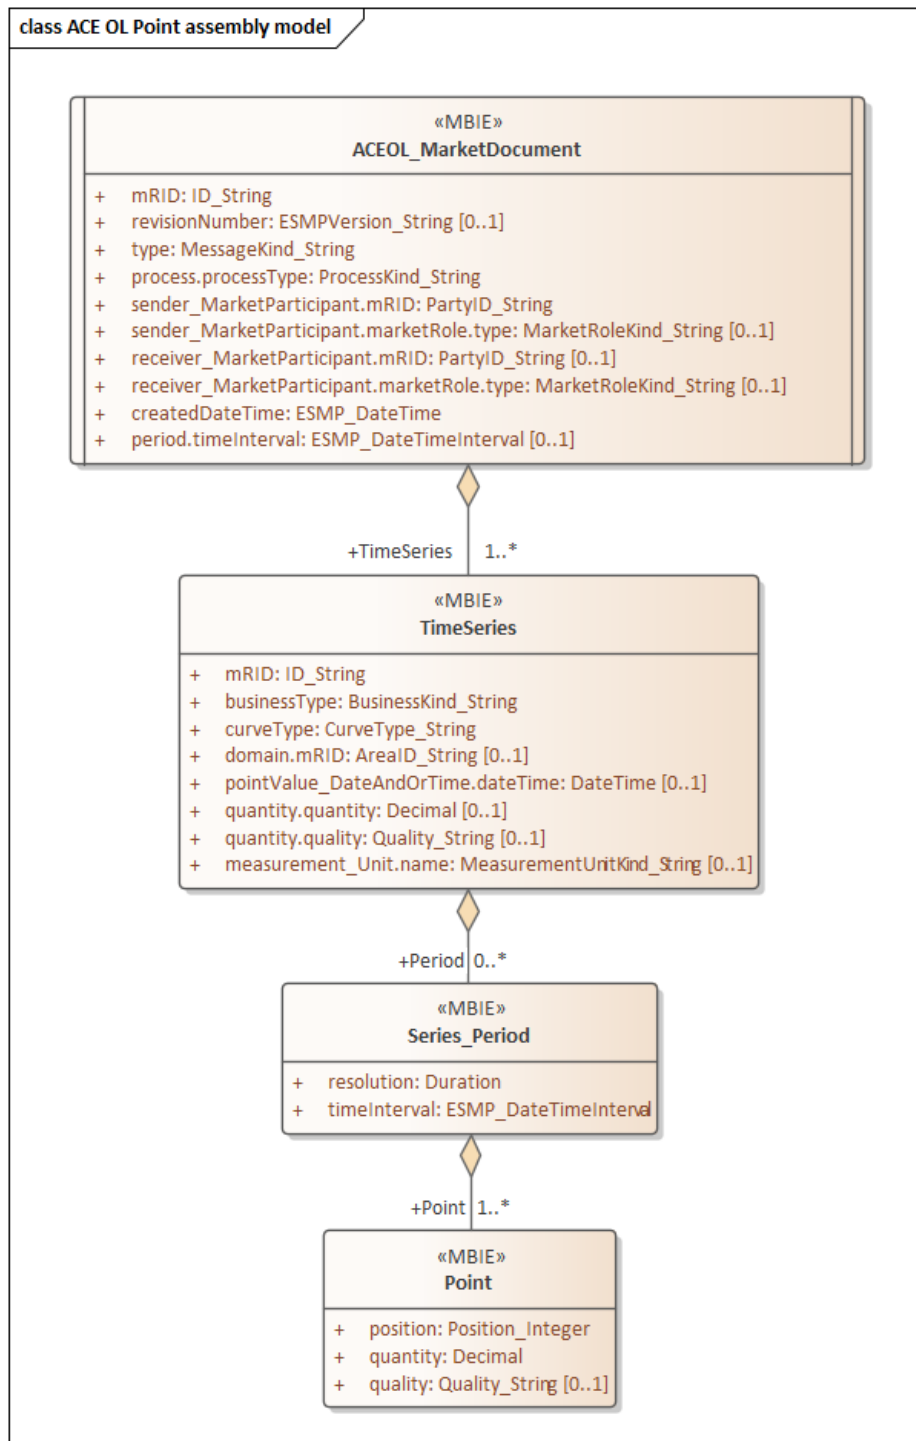 class ACE OL Point assembly model
«MBIE»
ACEOL_MarketDocument
+ mRID: ID_String
+ revisionNumber: ESMPVersion_String [0..1]
+ type: MessageKind_String
+ process.processType: ProcessKind_String
+ sender_MarketParticipant.mRID: PartyID_String
+ sender_MarketParticipant.marketRole.type: MarketRoleKind_String [0..1]
+ receiver_MarketParticipant.mRID: PartyID_String [0..1]
+ receiver_MarketParticipant.marketRole.type: MarketRoleKind_String [0..1]
+ createdDateTime: ESMP_DateTime
+ period.timeInterval: ESMP_DateTimeInterval [0..1]
+TimeSeries 1..*
«MBIE»
TimeSeries
+ mRID: ID_String
+ businessType: BusinessKind_String
+ curveType: CurveType_String
+ domain.mRID: AreaID_String [0..1]
+ pointValue_DateAndOrTime.dateTime: DateTime [0..1]
+ quantity.quantity: Decimal [0..1]
+ quantity.quality: Quality_String [0..1]
+ measurement_Unit.name: MeasurementUnitKind_String [0..1]
+Period 0..*
«MBIE»
Series_Period
+ resolution: Duration
+ timeInterval: ESMP_DateTimeInterval
+Point 1..*
«MBIE»
Point
+ position: Position_Integer
+ quantity: Decimal
+ quality: Quality_String [0..1]